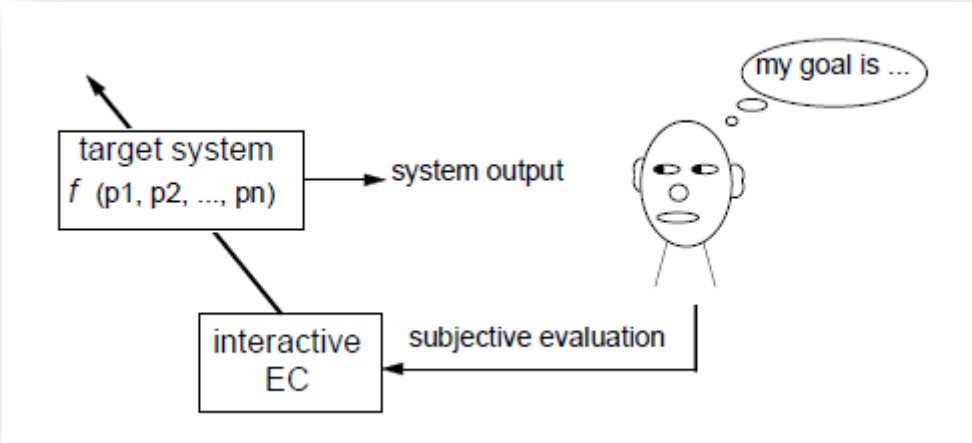 my goal is ...
target system
f (p1, p2, ..., pn)
system output
subjective evaluation
interactive
EC